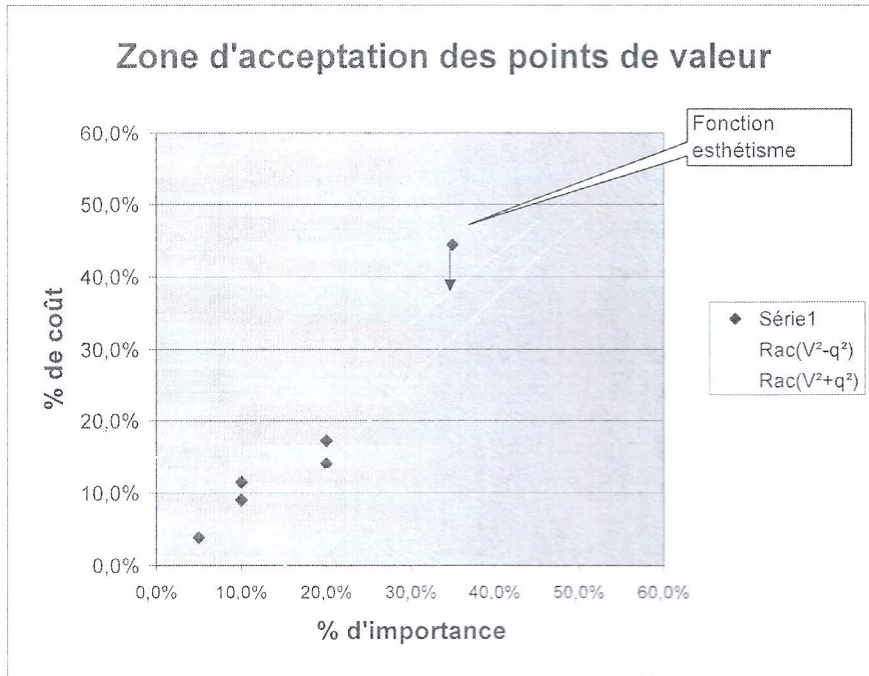 Zone d'acceptation des points de valeur
Fonction
esthétisme
60,0%
50,0%
40,0%
30,0%
20,0%
10,0%
0,0%
% de coût
0,0% 10,0% 20,0% 30,0% 40,0% 50,0% 60,0%
% d'importance
Série1
Rac(V²-q²)
Rac(V²+q²)